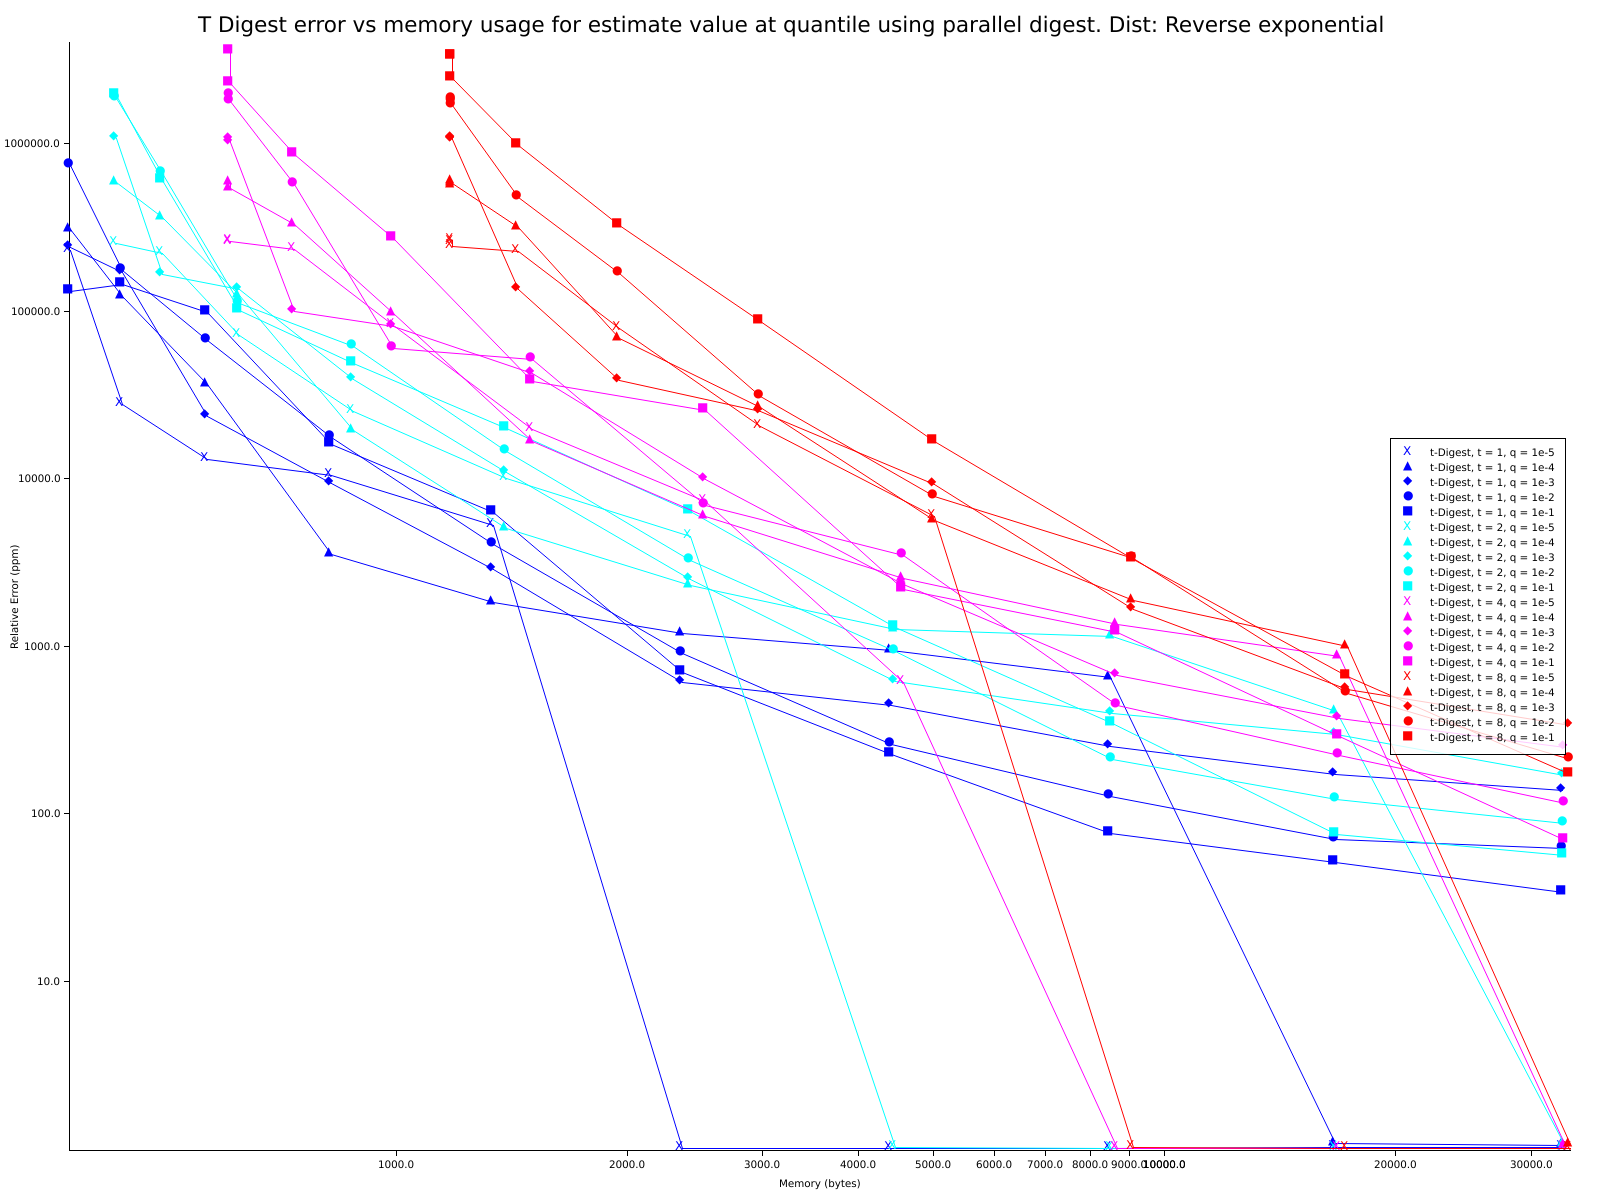 T Digest error vs memory usage for estimate value at quantile using parallel digest. Dist: Reverse exponential
1000000.0
100000.0
10000.0
1000.0
100.0
10.0
Relative Error (ppm)
t-Digest, t = 1, q = 1e-5
t-Digest, t = 1, q = 1e-4
t-Digest, t = 1, q = 1e-3
t-Digest, t = 1, q = 1e-2
t-Digest, t = 1, q = 1e-1
t-Digest, t = 2, q = 1e-5
t-Digest, t = 2, q = 1e-4
t-Digest, t = 2, q = 1e-3
t-Digest, t = 2, q = 1e-2
t-Digest, t = 2, q = 1e-1
t-Digest, t = 4, q = 1e-5
t-Digest, t = 4, q = 1e-4
t-Digest, t = 4, q = 1e-3
t-Digest, t = 4, q = 1e-2
t-Digest, t = 4, q = 1e-1
t-Digest, t = 8, q = 1e-5
t-Digest, t = 8, q = 1e-4
t-Digest, t = 8, q = 1e-3
t-Digest, t = 8, q = 1e-2
t-Digest, t = 8, q = 1e-1
1000.0 2000.0 3000.0 4000.0 5000.0 6000.0 7000.0 8000.0 9000.0 10000.0 20000.0 30000.0
Memory (bytes)